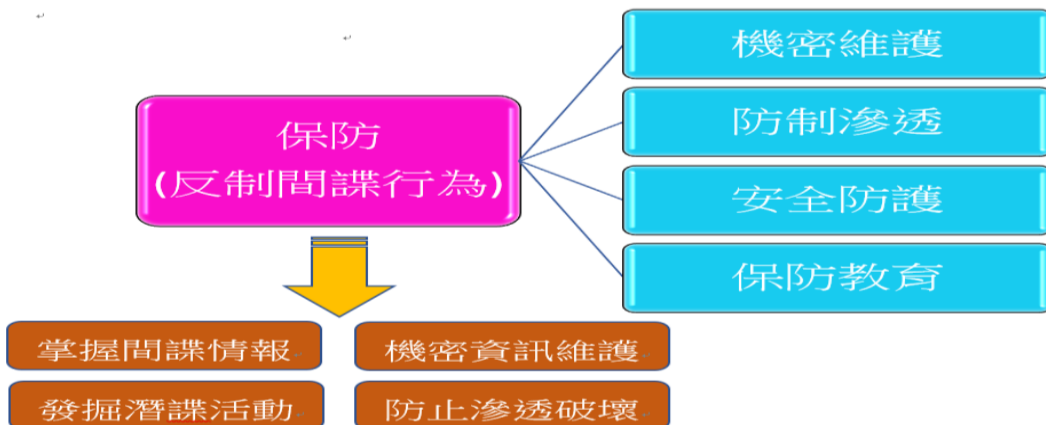 機密維護
防制滲透
保防
(反制間諜行為)
安全防護
保防教育
掌握間諜情報
機密資訊維護
發掘潛諜活動
防止滲透破壞